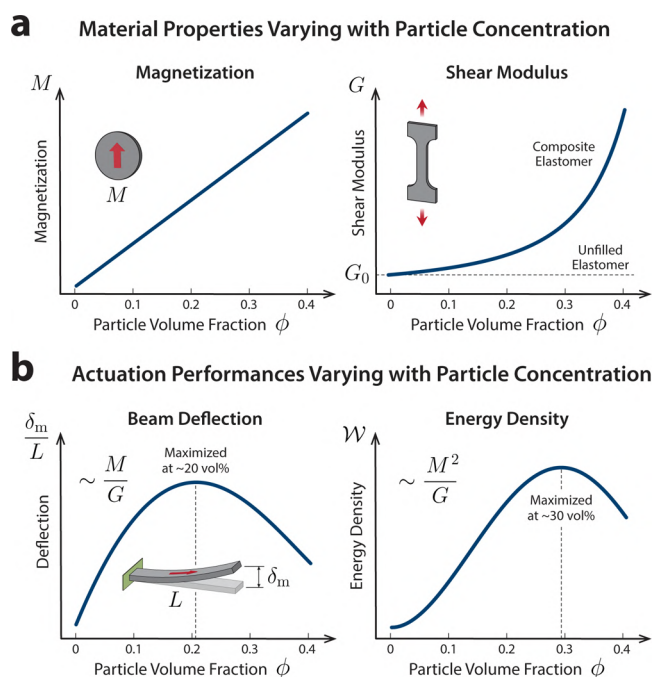 a Material Properties Varying with Particle Concentration
Magnetization
M
Magnetization
M
0 0.1 0.2 0.3 0.4
Particle Volume Fraction ϕ
Shear Modulus
G
Shear Modulus
Composite
Elastomer
Unfilled
Elastomer
G₀
0 0.1 0.2 0.3 0.4
Particle Volume Fraction ϕ
b Actuation Performances Varying with Particle Concentration
Beam Deflection
δₘ/L
Deflection
~ M/G
Maximized
at ~20 vol%
L
δₘ
0 0.1 0.2 0.3 0.4
Particle Volume Fraction ϕ
Energy Density
𝒲
Energy Density
~ M²/G
Maximized
at ~30 vol%
0 0.1 0.2 0.3 0.4
Particle Volume Fraction ϕ